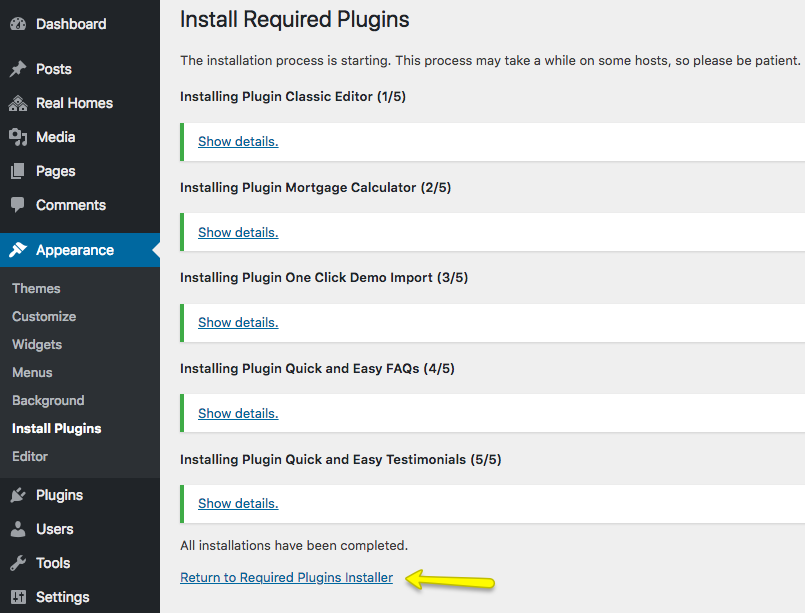 Dashboard
Posts
Real Homes
Media
Pages
Comments
Appearance
Themes
Customize
Widgets
Menus
Background
Install Plugins
Editor
Plugins
Users
Tools
Settings
Install Required Plugins
The installation process is starting. This process may take a while on some hosts, so please be patient.
Installing Plugin Classic Editor (1/5)
Show details.
Installing Plugin Mortgage Calculator (2/5)
Show details.
Installing Plugin One Click Demo Import (3/5)
Show details.
Installing Plugin Quick and Easy FAQs (4/5)
Show details.
Installing Plugin Quick and Easy Testimonials (5/5)
Show details.
All installations have been completed.
Return to Required Plugins Installer